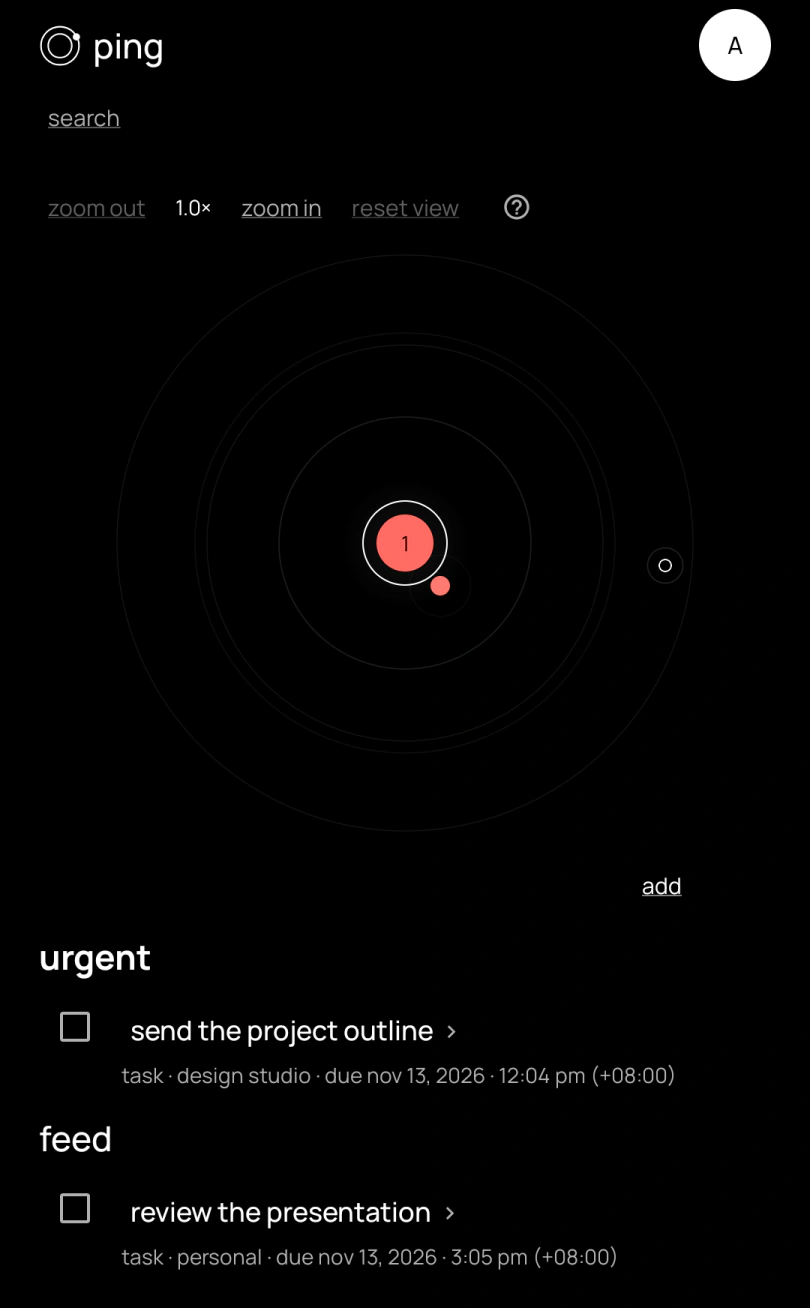 ping
A
search
zoom out 1.0× zoom in reset view ?
1
add
urgent
send the project outline ›
task · design studio · due nov 13, 2026 · 12:04 pm (+08:00)
feed
review the presentation ›
task · personal · due nov 13, 2026 · 3:05 pm (+08:00)